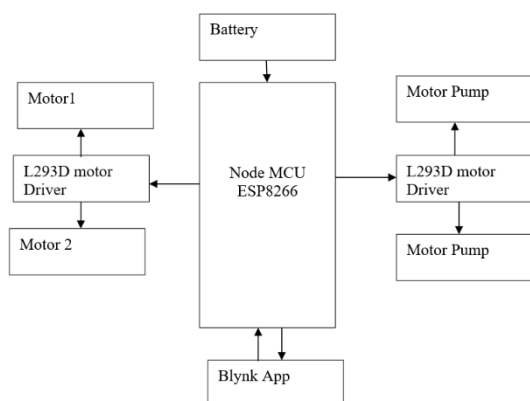 Battery
Motor1
L293D motor
Driver
Motor 2
Node MCU
ESP8266
Motor Pump
L293D motor
Driver
Motor Pump
Blynk App